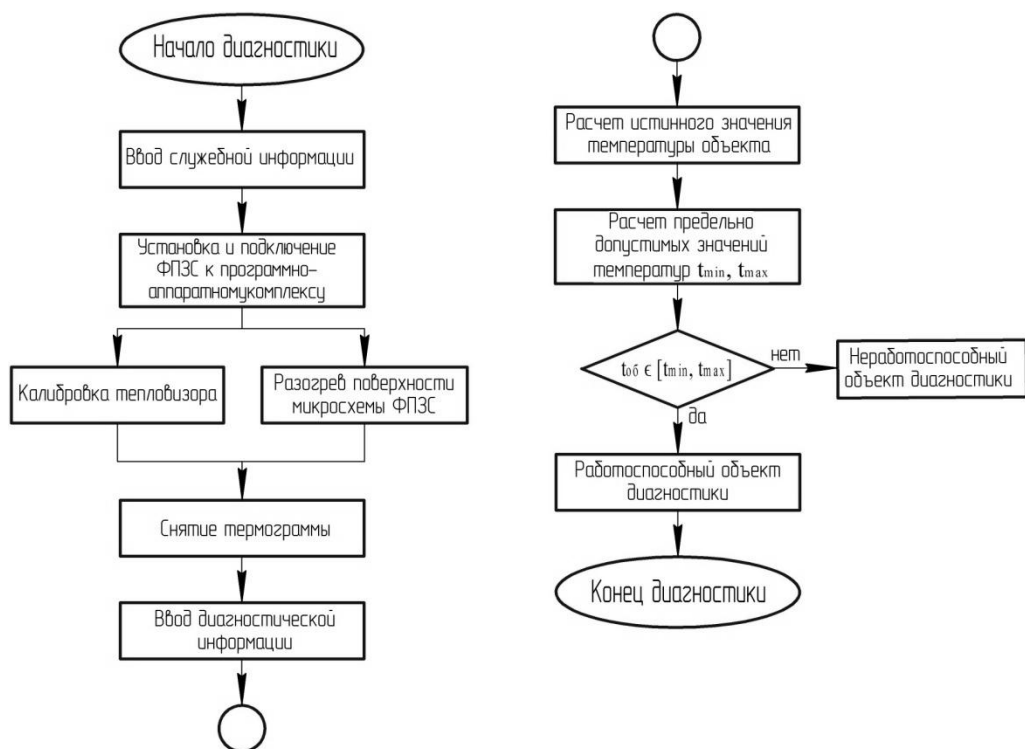 Начало диагностики
Ввод служебной информации
Установка и подключение
ФПЗС к программно-
аппаратномукомплексу
Калибровка тепловизора
Разогрев поверхности
микросхемы ФПЗС
Снятие термограммы
Ввод диагностической
информации
Расчет истинного значения
температуры объекта
Расчет предельно
допустимых значений
температур tmin, tmax
tоб ϵ [tmin, tmax]
нет
Неработоспособный
объект диагностики
да
Работоспособный объект
диагностики
Конец диагностики